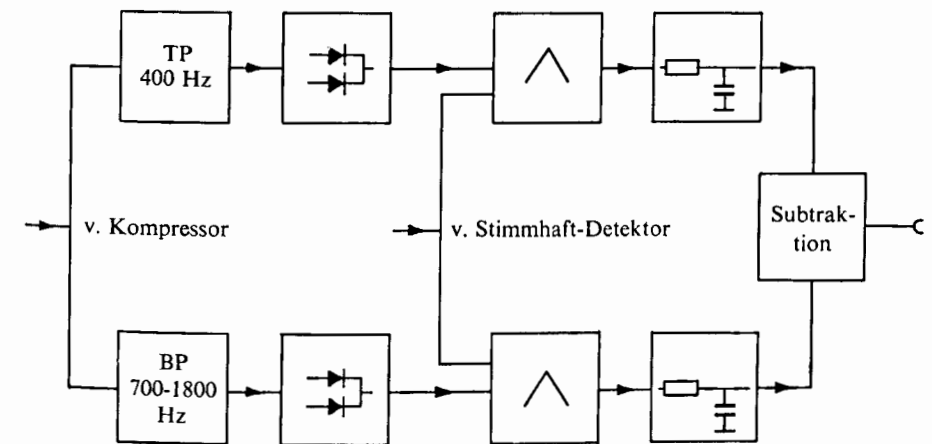 TP
400 Hz
v. Kompressor
v. Stimmhaft-Detektor
Subtrak-
tion
BP
700-1800
Hz